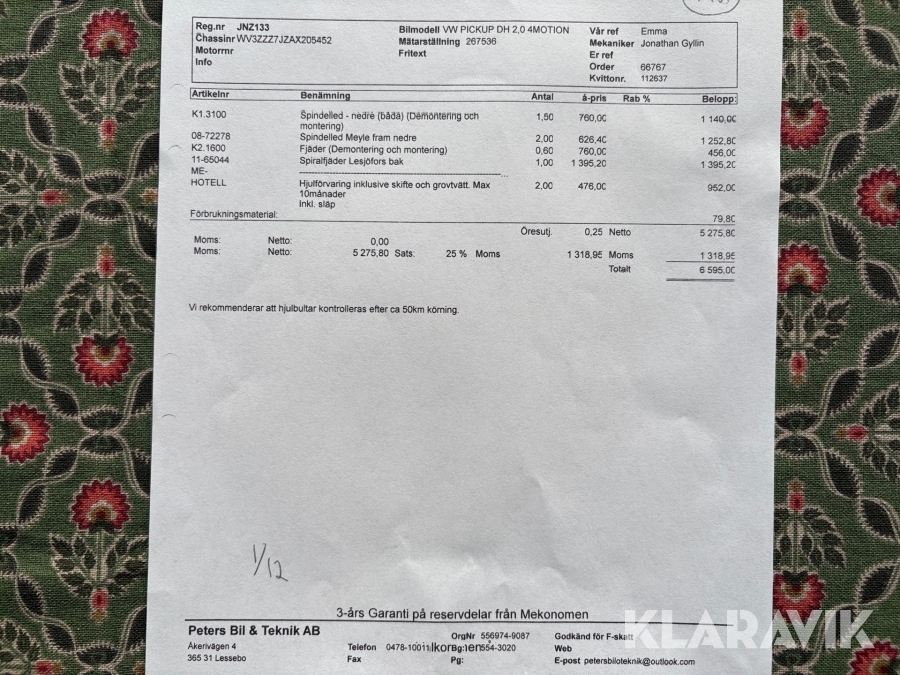 Reg.nr JNZ133 Bilmodell VW PICKUP DH 2,0 4MOTION Vår ref Emma
Chassinr WV3ZZZ7JZAX205452 Mätarställning 267536 Mekaniker Jonathan Gyllin
Motorrnr Fritext Er ref
Info Order 66767
Kvittonr. 112637
Artikelnr Benämning Antal á-pris Rab % Belopp:
K1.3100 Spindelled - nedre (båda) (Demontering och 1,50 760,00 1 140,00
montering)
08-72278 Spindelled Meyle fram nedre 2,00 626,40 1 252,80
K2.1600 Fjäder (Demontering och montering) 0,60 760,00 456,00
11-65044 Spiralfjäder Lesjöfors bak 1,00 1 395,20 1 395,20
ME-
HOTELL Hjulförvaring inklusive skifte och grovtvätt. Max 2,00 476,00 952,00
10månader
Inkl. släp
Förbrukningsmaterial: 79,80
Öresutj. 0,25 Netto 5 275,80
Moms: Netto: 0,00
Moms: Netto: 5 275,80 Sats: 25 % Moms 1 318,95 Moms 1 318,95
Totalt 6 595,00
Vi rekommenderar att hjulbultar kontrolleras efter ca 50km körning.
1/12
3-års Garanti på reservdelar från Mekonomen
Peters Bil & Teknik AB OrgNr 556974-9087 Godkänd för F-skatt
Åkerivägen 4 Telefon 0478-10011 Bg: 554-3020 Web
365 31 Lessebo Fax Pg: E-post petersbiloteknik@outlook.com
KLARAVIK